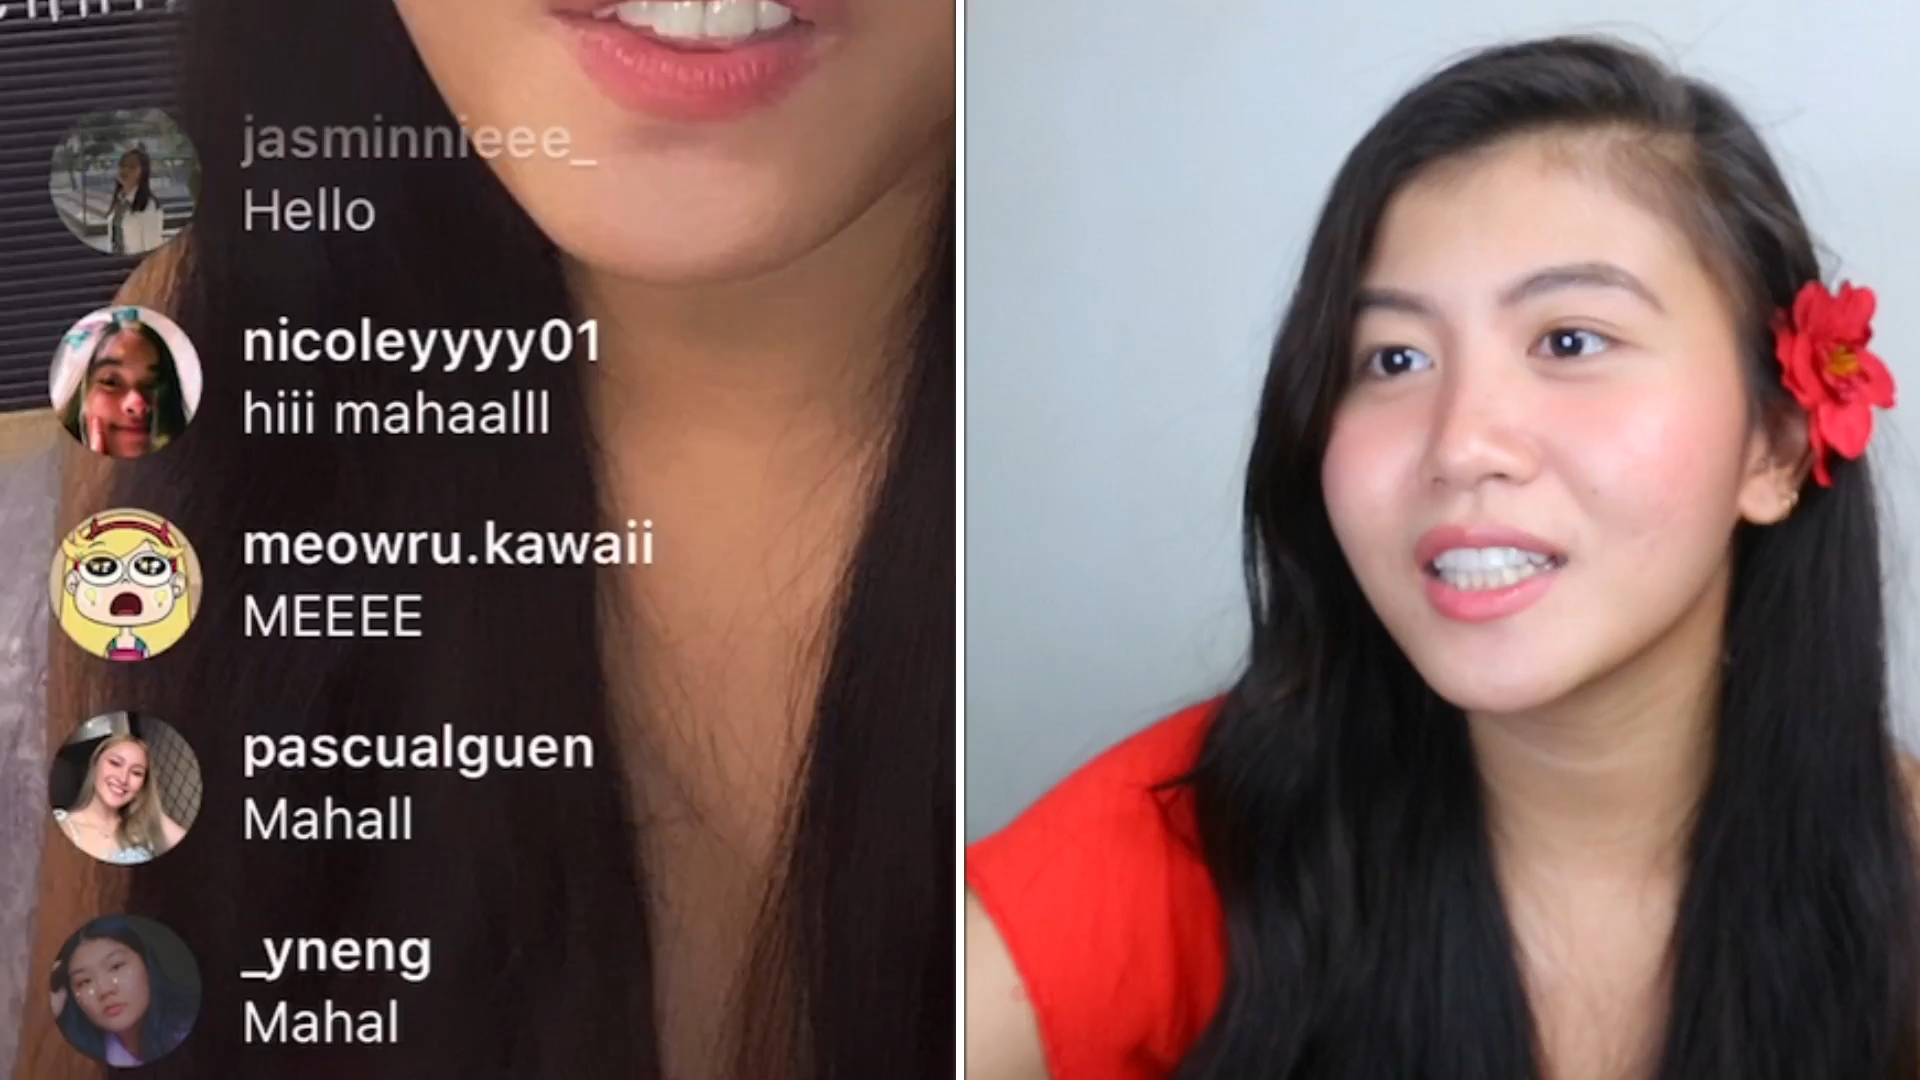 jasminnieee_
Hello
nicoleyyyy01
hiii mahaalll
meowru.kawaii
MEEEE
pascualguen
Mahall
_yneng
Mahal